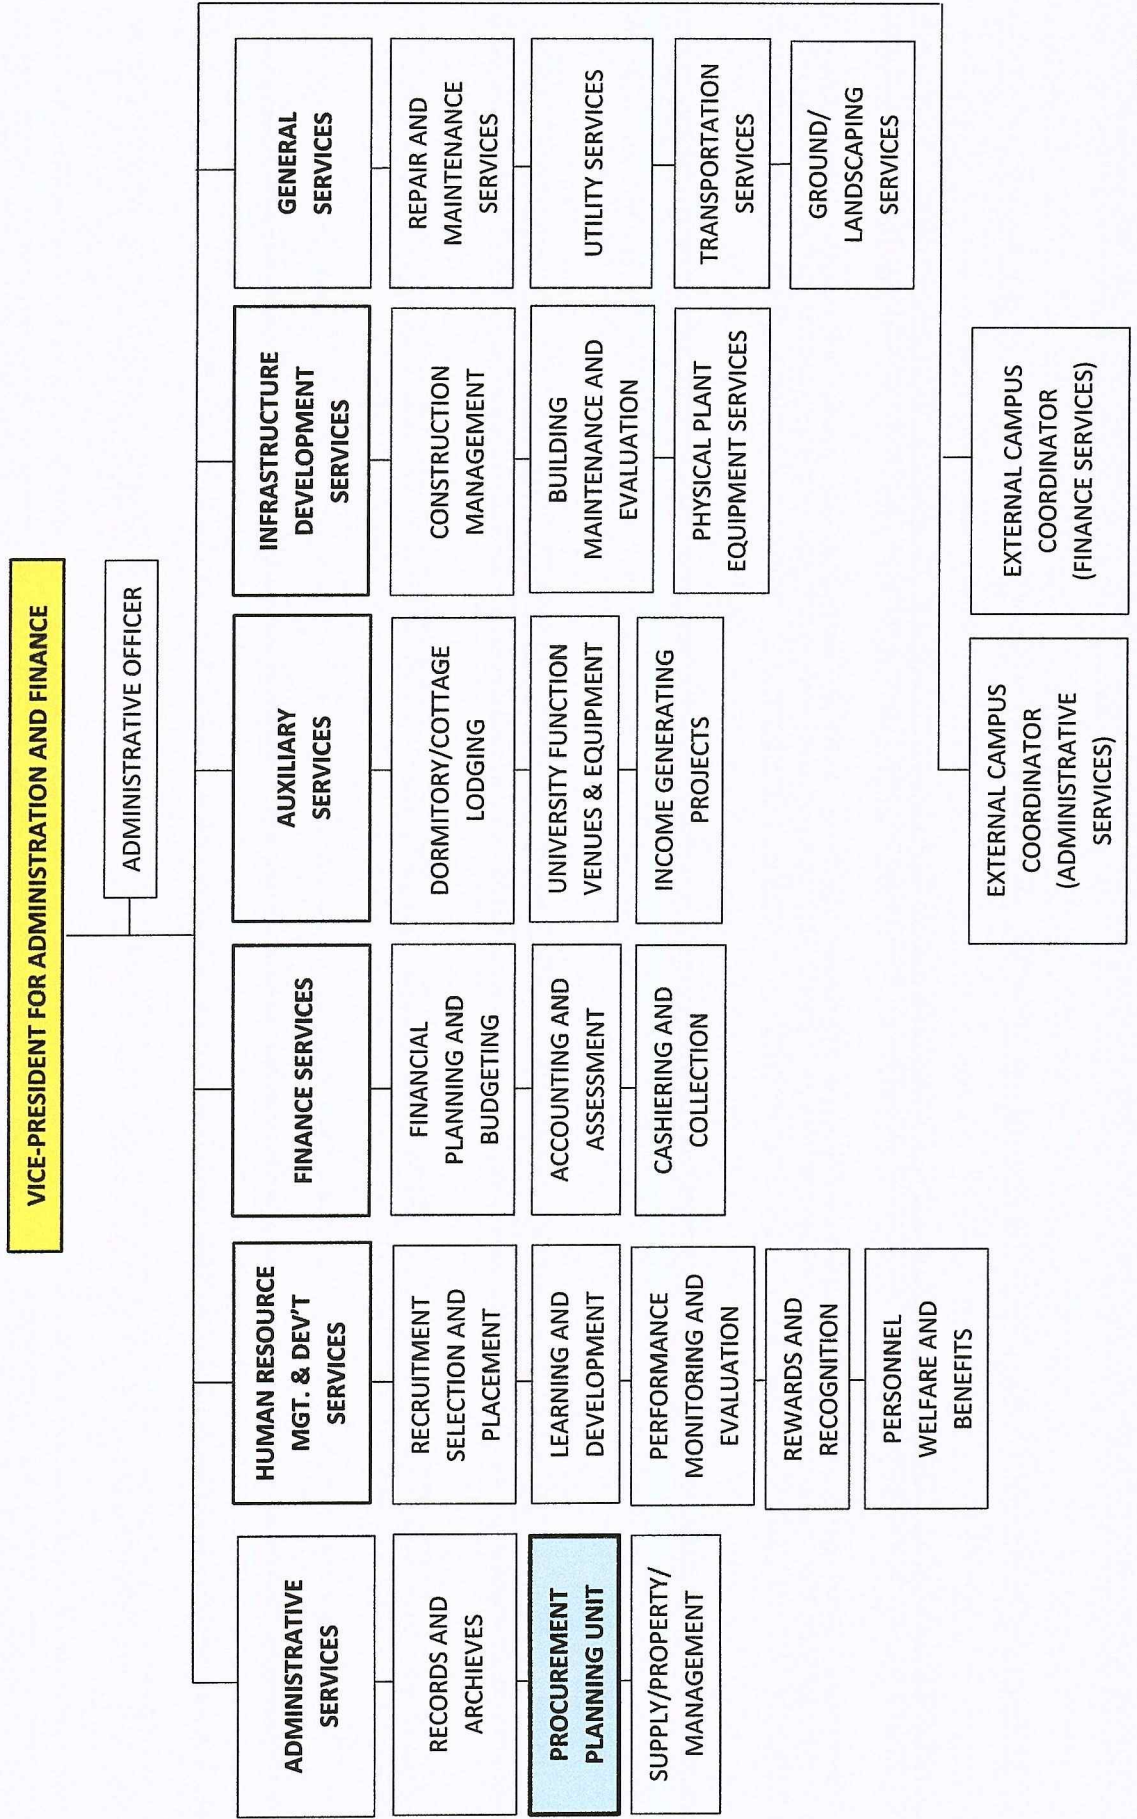 VICE-PRESIDENT FOR ADMINISTRATION AND FINANCE
ADMINISTRATIVE OFFICER
ADMINISTRATIVE
SERVICES
RECORDS AND
ARCHIEVES
PROCUREMENT
PLANNING UNIT
SUPPLY/PROPERTY/
MANAGEMENT
HUMAN RESOURCE
MGT. & DEV'T
SERVICES
RECRUITMENT
SELECTION AND
PLACEMENT
LEARNING AND
DEVELOPMENT
PERFORMANCE
MONITORING AND
EVALUATION
REWARDS AND
RECOGNITION
PERSONNEL
WELFARE AND
BENEFITS
FINANCE SERVICES
FINANCIAL
PLANNING AND
BUDGETING
ACCOUNTING AND
ASSESSMENT
CASHIERING AND
COLLECTION
AUXILIARY
SERVICES
DORMITORY/COTTAGE
LODGING
UNIVERSITY FUNCTION
VENUES & EQUIPMENT
INCOME GENERATING
PROJECTS
INFRASTRUCTURE
DEVELOPMENT
SERVICES
CONSTRUCTION
MANAGEMENT
BUILDING
MAINTENANCE AND
EVALUATION
PHYSICAL PLANT
EQUIPMENT SERVICES
GENERAL
SERVICES
REPAIR AND
MAINTENANCE
SERVICES
UTILITY SERVICES
TRANSPORTATION
SERVICES
GROUND/
LANDSCAPING
SERVICES
EXTERNAL CAMPUS
COORDINATOR
(ADMINISTRATIVE
SERVICES)
EXTERNAL CAMPUS
COORDINATOR
(FINANCE SERVICES)